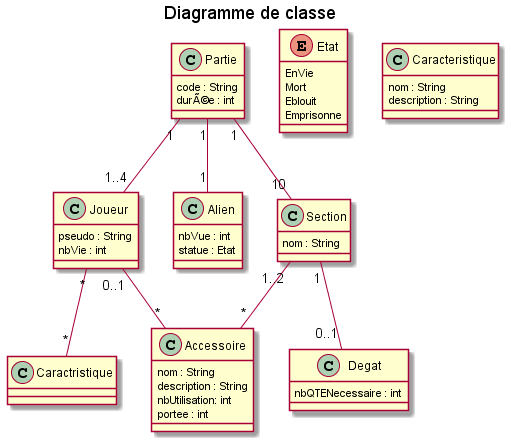 Diagramme de classe
C Partie
code : String
durÃ©e : int
E Etat
EnVie
Mort
Eblouit
Emprisonne
C Caracteristique
nom : String
description : String
1
1
1
1..4
1
10
C Joueur
pseudo : String
nbVie : int
C Alien
nbVue : int
statue : Etat
C Section
nom : String
*
0..1
1..2
1
*
*
*
0..1
C Caractristique
C Accessoire
nom : String
description : String
nbUtilisation: int
portee : int
C Degat
nbQTENecessaire : int